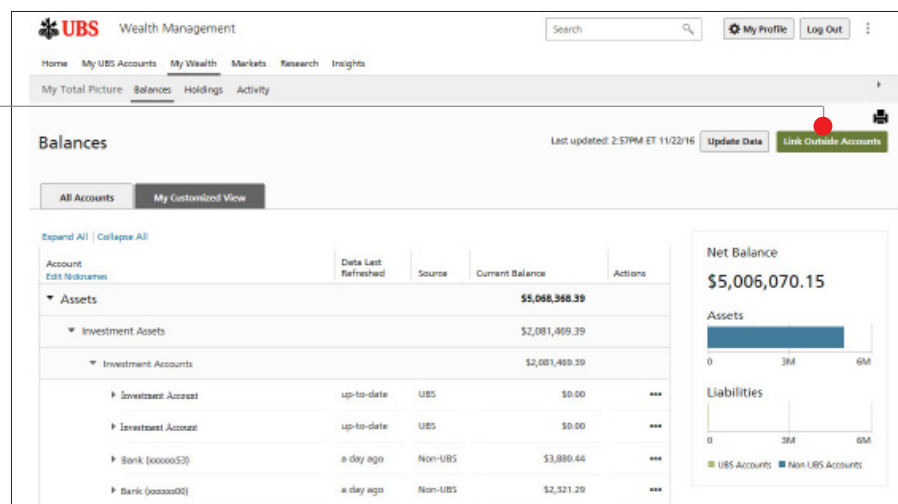 UBS Wealth Management Search My Profile Log Out
Home My UBS Accounts My Wealth Markets Research Insights
My Total Picture Balances Holdings Activity
Balances Last updated: 2:57PM ET 11/22/16 Update Data Link Outside Accounts
All Accounts My Customized View
Expand All | Collapse All
Account
Edit Nicknames
Data Last
Refreshed
Source Current Balance Actions
Assets $5,068,368.39
Investment Assets $2,081,469.39
Investment Accounts $2,081,469.39
Investment Account up-to-date UBS $0.00
Investment Account up-to-date UBS $0.00
Bank (xxxxxx53) a day ago Non-UBS $3,880.44
Bank (xxxxxx00) a day ago Non-UBS $2,321.29
Net Balance
$5,006,070.15
Assets
0 3M 6M
Liabilities
0 3M 6M
UBS Accounts Non UBS Accounts